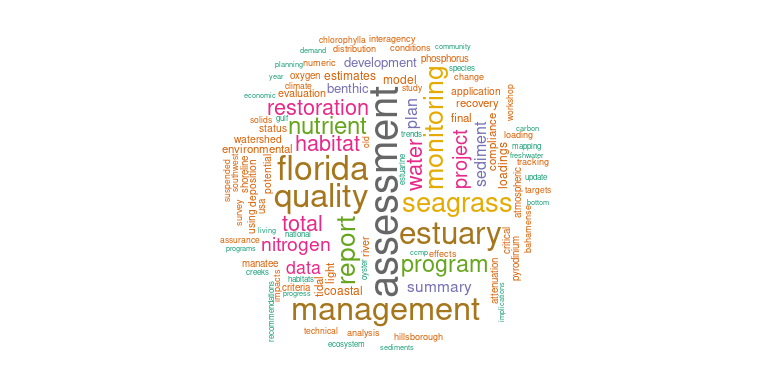 chlorophylla interagency
demand distribution conditions community
planning numeric development phosphorus
year oxygen estimates model species change
climate benthic study application
economic evaluation recovery workshop
restoration plan final
solids gulf nutrient assessment monitoring
status trends carbon
watershed habitat old water project sediment compliance loading mapping
environmental estuarine loadings freshwater
suspended southwest shoreline deposition potential florida tracking
quality seagrass atmospheric update
targets
survey using usa bottom
total report estuary bahamense
living national critical
assurance nitrogen river
programs ccmp effects pyrodinium
manatee data light oyster program attenuation
creeks habitats
impacts criteria tidal coastal summary
recommendations progress implications
management
technical analysis hillsborough
ecosystem sediments